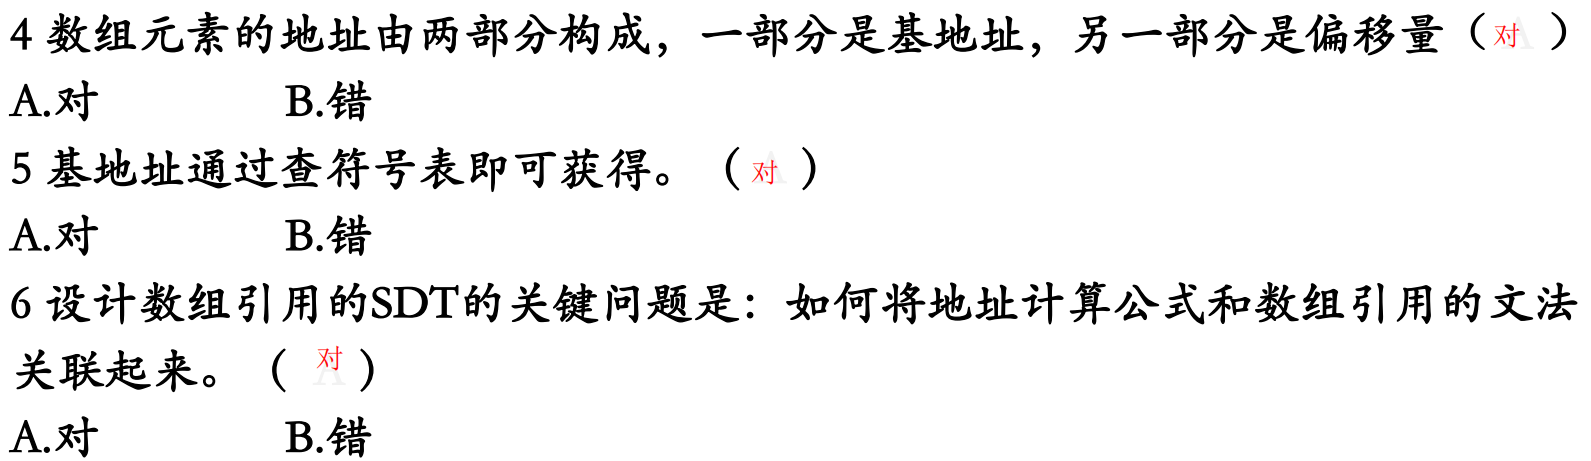 4 数组元素的地址由两部分构成，一部分是基地址，另一部分是偏移量（对）
A.对 B.错
5 基地址通过查符号表即可获得。（对）
A.对 B.错
6 设计数组引用的SDT的关键问题是：如何将地址计算公式和数组引用的文法
关联起来。（对）
A.对 B.错